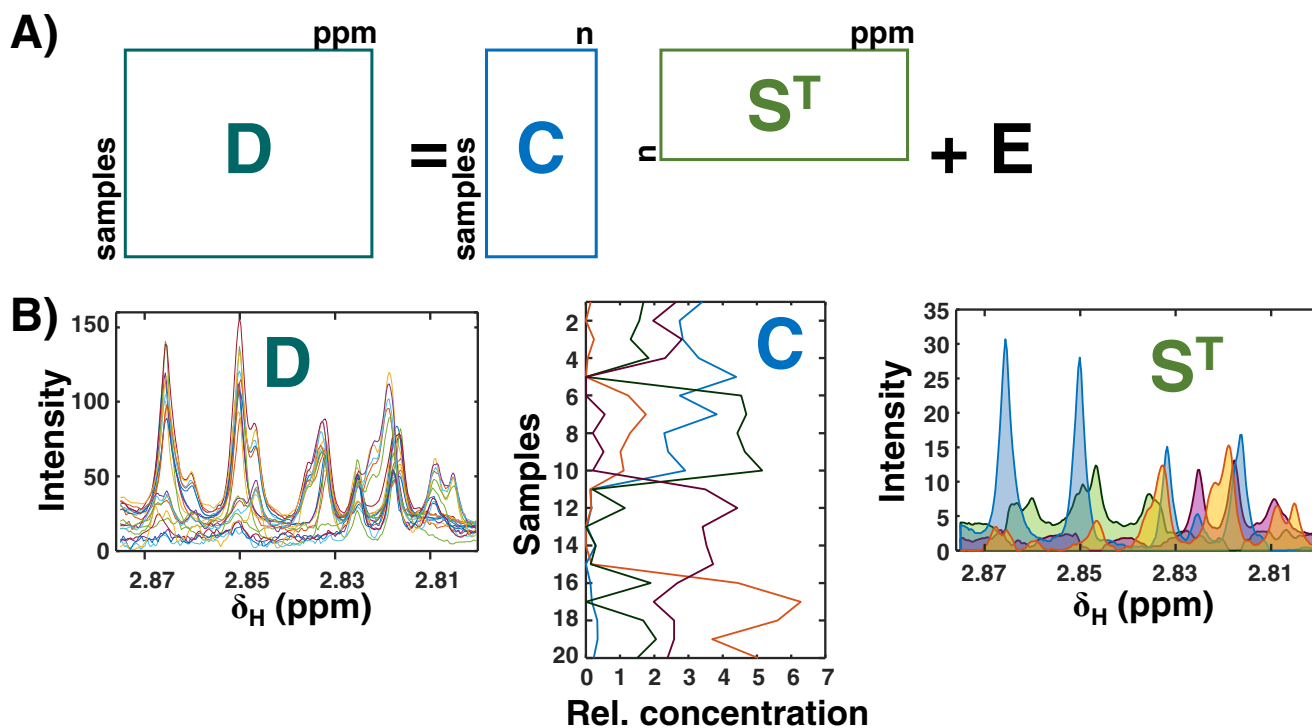 A)
ppm
n
ppm
samples
D
=
samples
C
n
S^T
+ E
B)
150
100
50
0
Intensity
D
2.87 2.85 2.83 2.81
δH (ppm)
2
4
6
8
10
12
14
16
18
20
Samples
C
0 1 2 3 4 5 6 7
Rel. concentration
35
30
25
20
15
10
5
0
Intensity
S^T
2.87 2.85 2.83 2.81
δH (ppm)